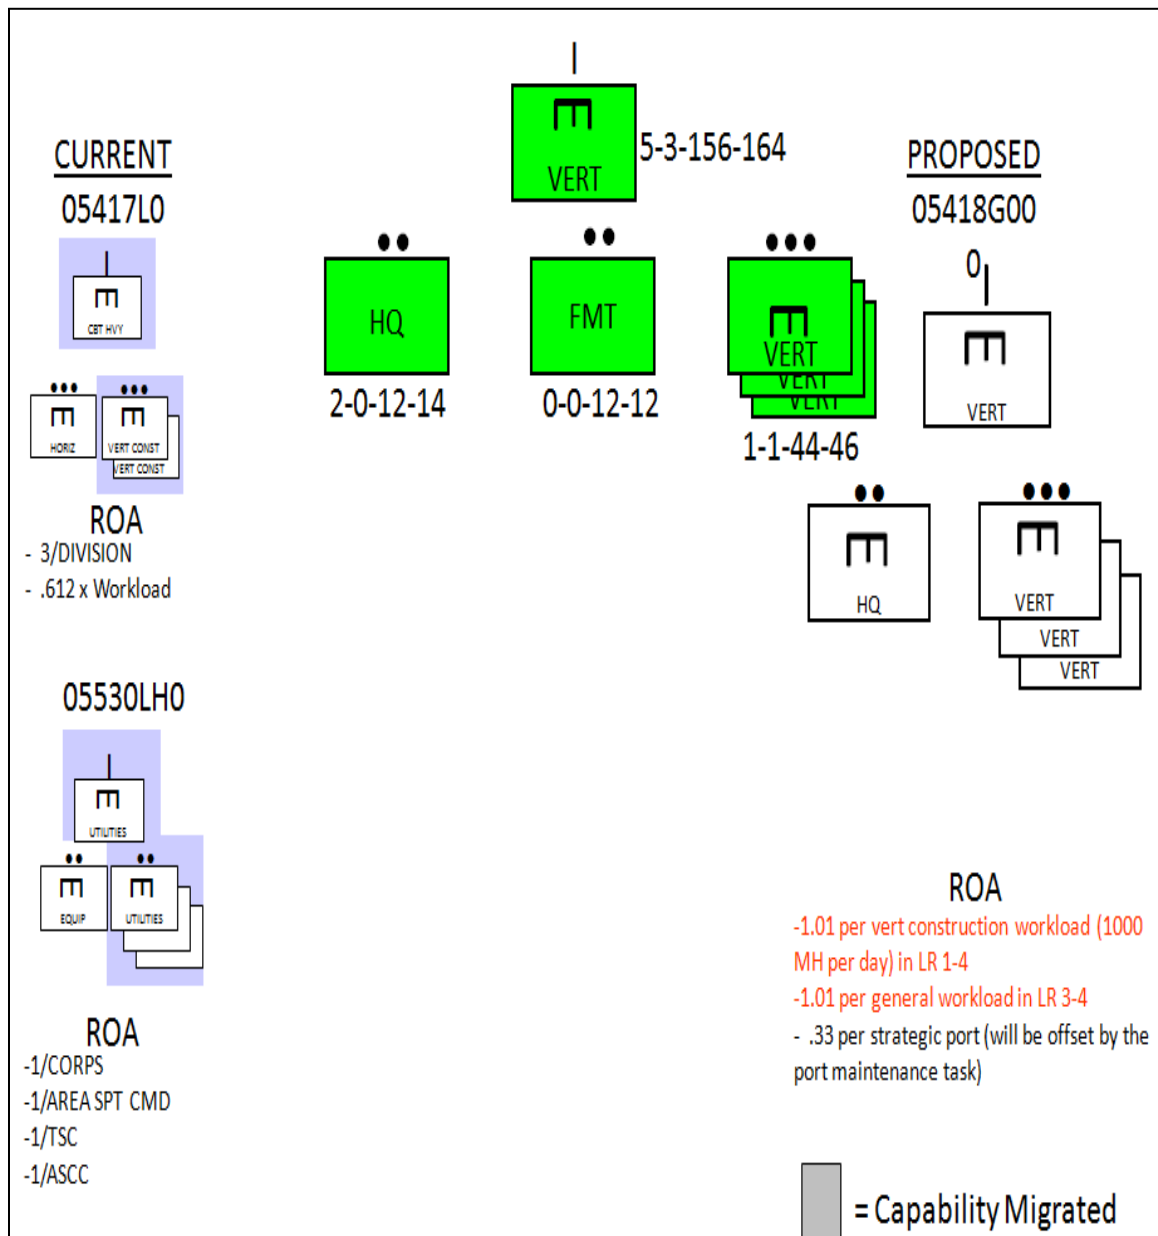 VERT
5-3-156-164
CURRENT
05417L0
CBT HVY
HORIZ
VERT CONST
VERT CONST
ROA
- 3/DIVISION
- .612 x Workload
05530LH0
UTILITIES
EQUIP
UTILITIES
ROA
-1/CORPS
-1/AREA SPT CMD
-1/TSC
-1/ASCC
HQ
2-0-12-14
FMT
0-0-12-12
VERT
VERT
VERT
1-1-44-46
PROPOSED
05418G00
0
VERT
HQ
VERT
VERT
VERT
ROA
-1.01 per vert construction workload (1000
MH per day) in LR 1-4
-1.01 per general workload in LR 3-4
- .33 per strategic port (will be offset by the
port maintenance task)
= Capability Migrated